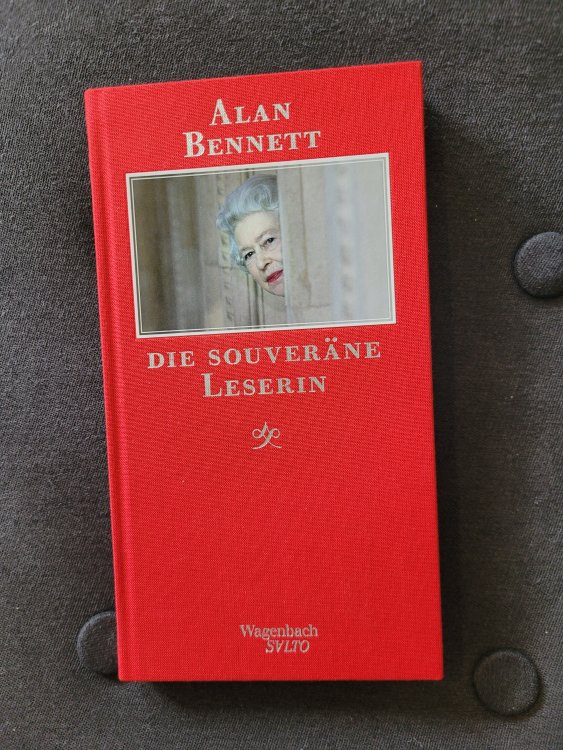 ALAN
BENNETT
DIE SOUVERÄNE
LESERIN
Wagenbach
SALTO